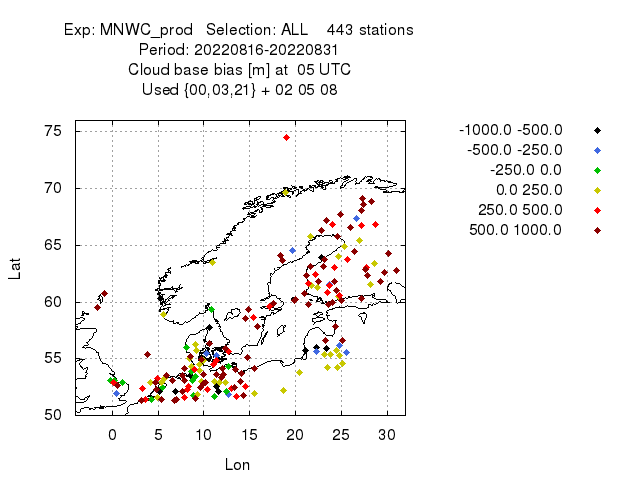 Exp: MNWC_prod Selection: ALL 443 stations
Period: 20220816-20220831
Cloud base bias [m] at 05 UTC
Used {00,03,21} + 02 05 08
-1000.0 -500.0
-500.0 -250.0
-250.0 0.0
0.0 250.0
250.0 500.0
500.0 1000.0
75
70
65
60
55
50
Lat
0 5 10 15 20 25 30
Lon